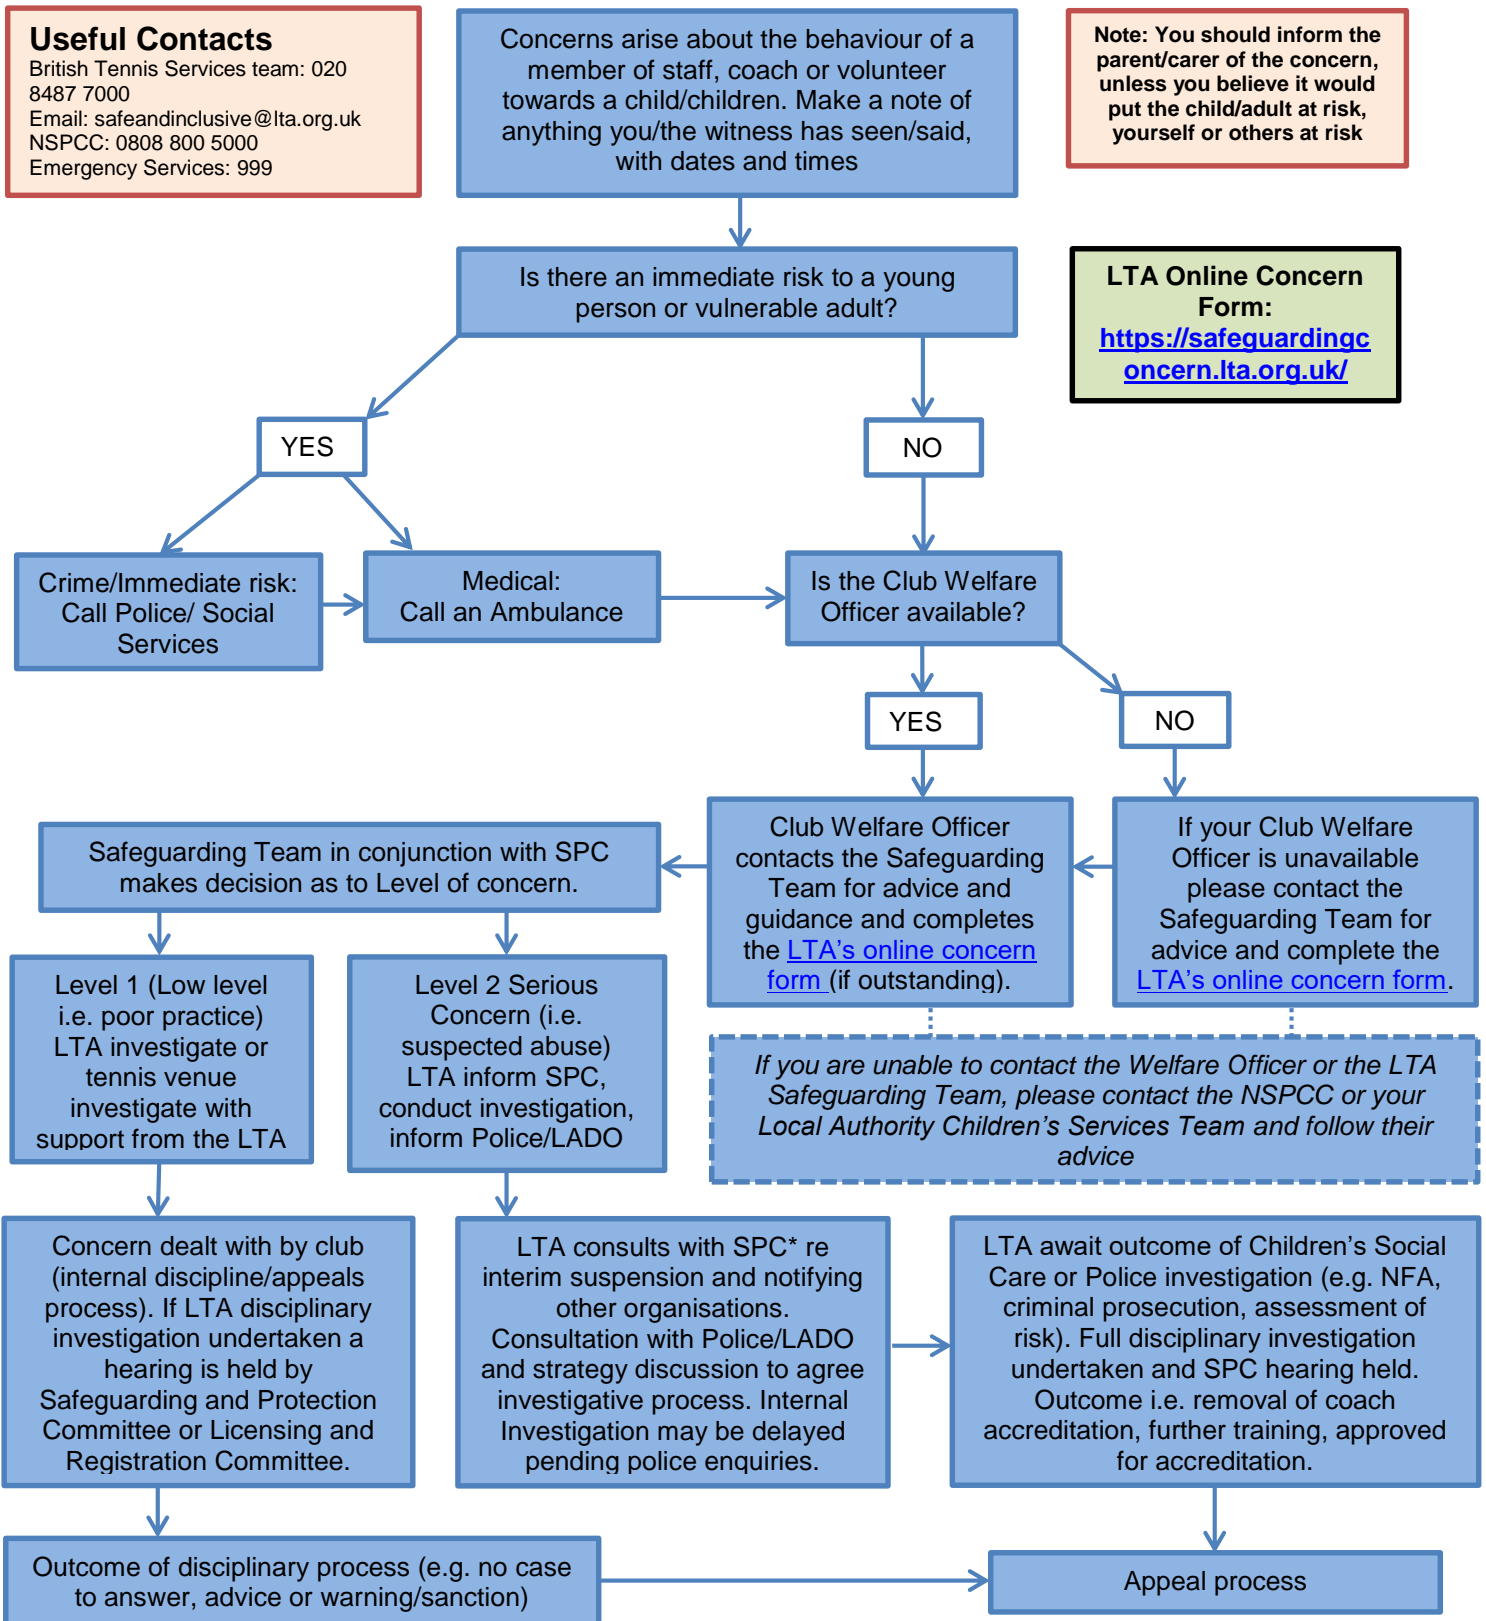 Useful Contacts
British Tennis Services team: 020
8487 7000
Email: safeandinclusive@lta.org.uk
NSPCC: 0808 800 5000
Emergency Services: 999
Concerns arise about the behaviour of a
member of staff, coach or volunteer
towards a child/children. Make a note of
anything you/the witness has seen/said,
with dates and times
Note: You should inform the
parent/carer of the concern,
unless you believe it would
put the child/adult at risk,
yourself or others at risk
Is there an immediate risk to a young
person or vulnerable adult?
LTA Online Concern
Form:
https://safeguardingc
oncern.lta.org.uk/
YES
NO
Crime/Immediate risk:
Call Police/ Social
Services
Medical:
Call an Ambulance
Is the Club Welfare
Officer available?
YES
NO
Safeguarding Team in conjunction with SPC
makes decision as to Level of concern.
Club Welfare Officer
contacts the Safeguarding
Team for advice and
guidance and completes
the LTA's online concern
form (if outstanding).
If your Club Welfare
Officer is unavailable
please contact the
Safeguarding Team for
advice and complete the
LTA's online concern form.
Level 1 (Low level
i.e. poor practice)
LTA investigate or
tennis venue
investigate with
support from the LTA
Level 2 Serious
Concern (i.e.
suspected abuse)
LTA inform SPC,
conduct investigation,
inform Police/LADO
If you are unable to contact the Welfare Officer or the LTA
Safeguarding Team, please contact the NSPCC or your
Local Authority Children's Services Team and follow their
advice
Concern dealt with by club
(internal discipline/appeals
process). If LTA disciplinary
investigation undertaken a
hearing is held by
Safeguarding and Protection
Committee or Licensing and
Registration Committee.
LTA consults with SPC* re
interim suspension and notifying
other organisations.
Consultation with Police/LADO
and strategy discussion to agree
investigative process. Internal
Investigation may be delayed
pending police enquiries.
LTA await outcome of Children's Social
Care or Police investigation (e.g. NFA,
criminal prosecution, assessment of
risk). Full disciplinary investigation
undertaken and SPC hearing held.
Outcome i.e. removal of coach
accreditation, further training, approved
for accreditation.
Outcome of disciplinary process (e.g. no case
to answer, advice or warning/sanction)
Appeal process